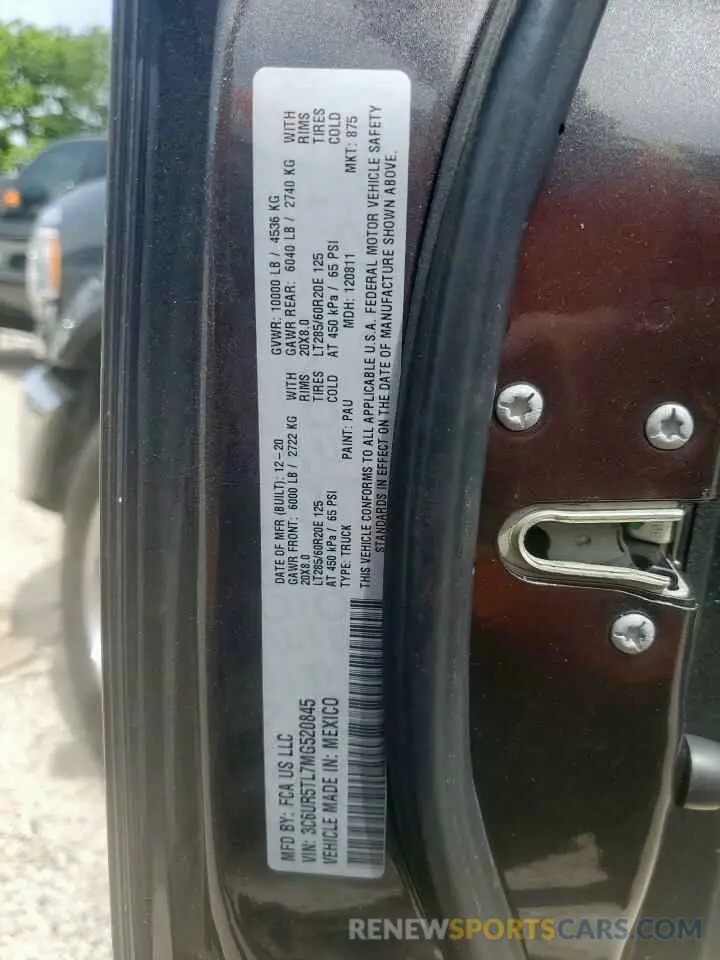 MFD BY: FCA US LLC
DATE OF MFR (BUILT): 12-20
GVWR: 10000 LB / 4536 KG
GAWR FRONT: 6000 LB / 2722 KG
WITH
GAWR REAR: 6040 LB / 2740 KG
WITH
20X8.0
RIMS
20X8.0
RIMS
LT285/60R20E 125
TIRES
LT285/60R20E 125
TIRES
AT 450 kPa / 65 PSI
COLD
AT 450 kPa / 65 PSI
COLD
VIN: 3C6UR5TL7MG520845
TYPE: TRUCK
PAINT: PAU
MDH: 120811
MKT: 875
VEHICLE MADE IN: MEXICO
THIS VEHICLE CONFORMS TO ALL APPLICABLE U.S.A. FEDERAL MOTOR VEHICLE SAFETY
STANDARDS IN EFFECT ON THE DATE OF MANUFACTURE SHOWN ABOVE.
RENEWSPORTSCARS.COM